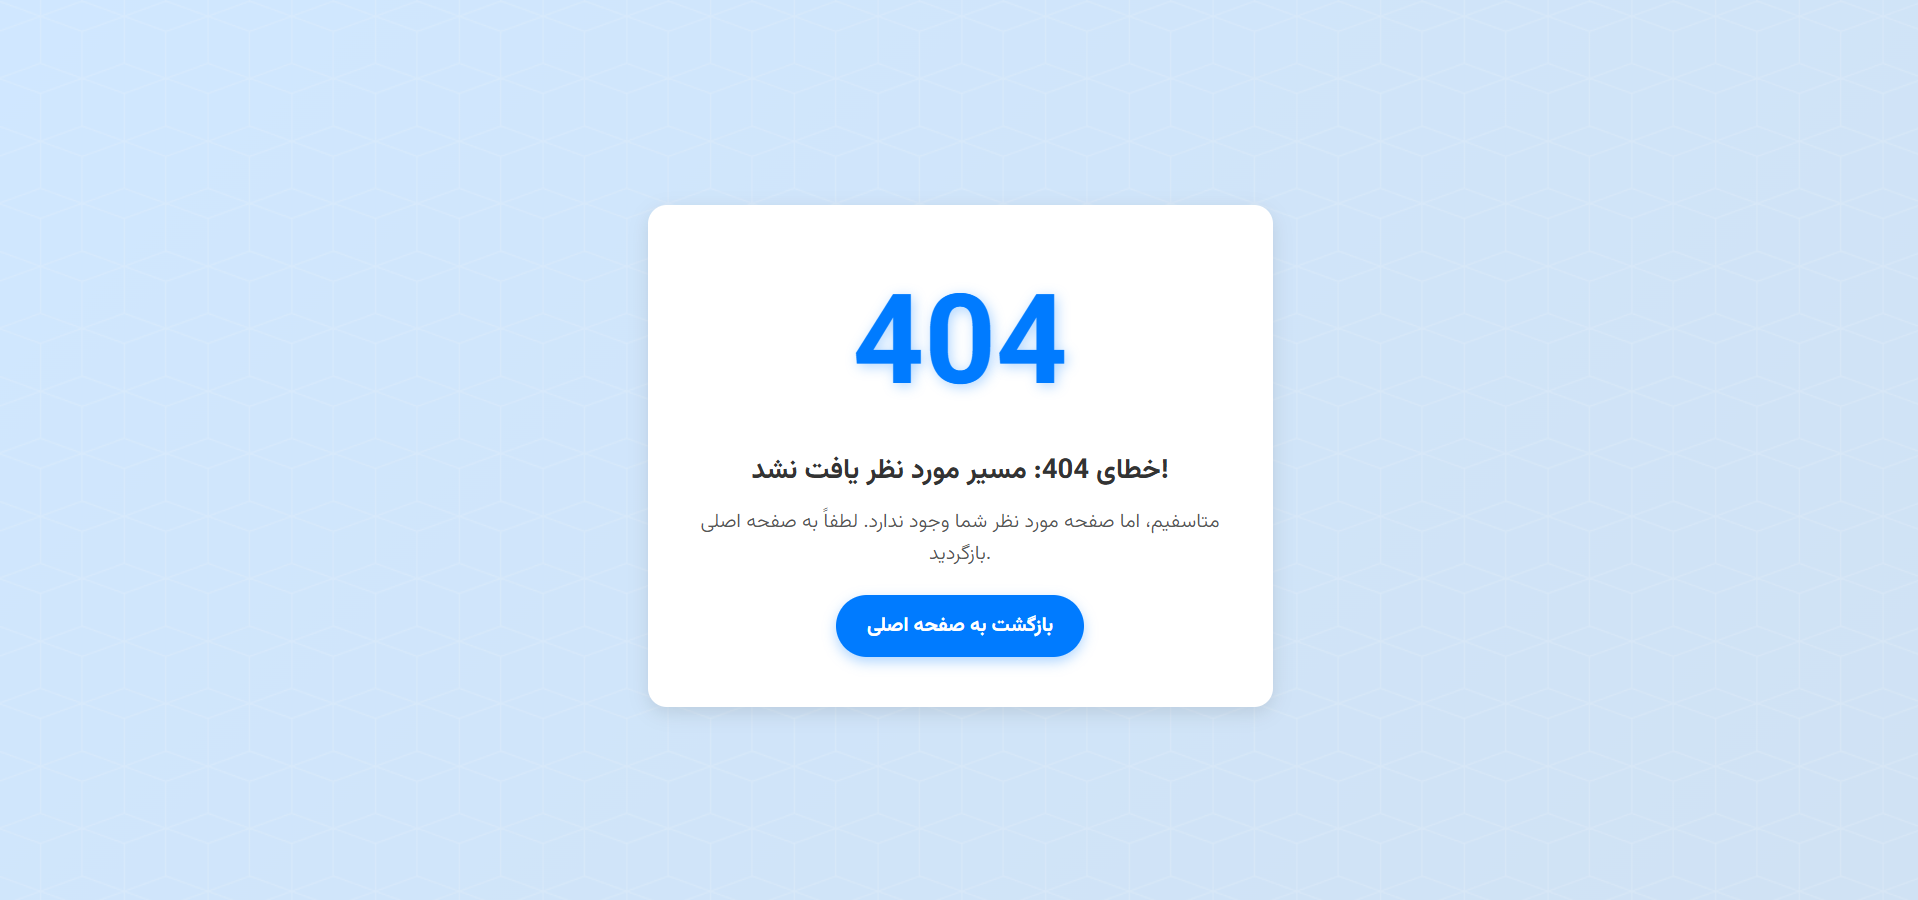 404
خطای 404: مسیر مورد نظر یافت نشد!
متاسفیم، اما صفحه مورد نظر شما وجود ندارد. لطفاً به صفحه اصلی
بازگردید.
بازگشت به صفحه اصلی